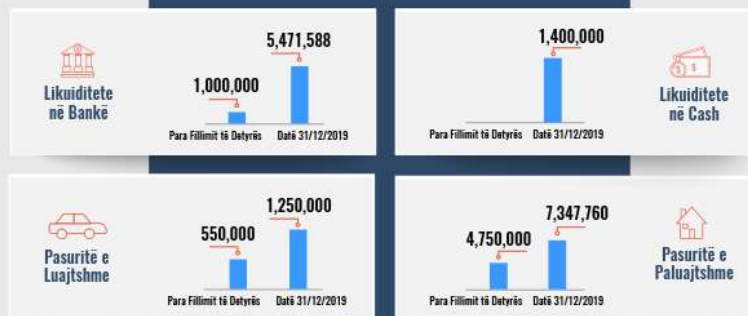 Likuiditete
në Bankë
1,000,000
5,471,588
Para Fillimit të Detyrës Datë 31/12/2019
1,400,000
Para Fillimit të Detyrës Datë 31/12/2019
Likuiditete
në Cash
Pasuritë e
Luajtshme
550,000
1,250,000
Para Fillimit të Detyrës Datë 31/12/2019
4,750,000
7,347,760
Para Fillimit të Detyrës Datë 31/12/2019
Pasuritë e
Paluajtshme